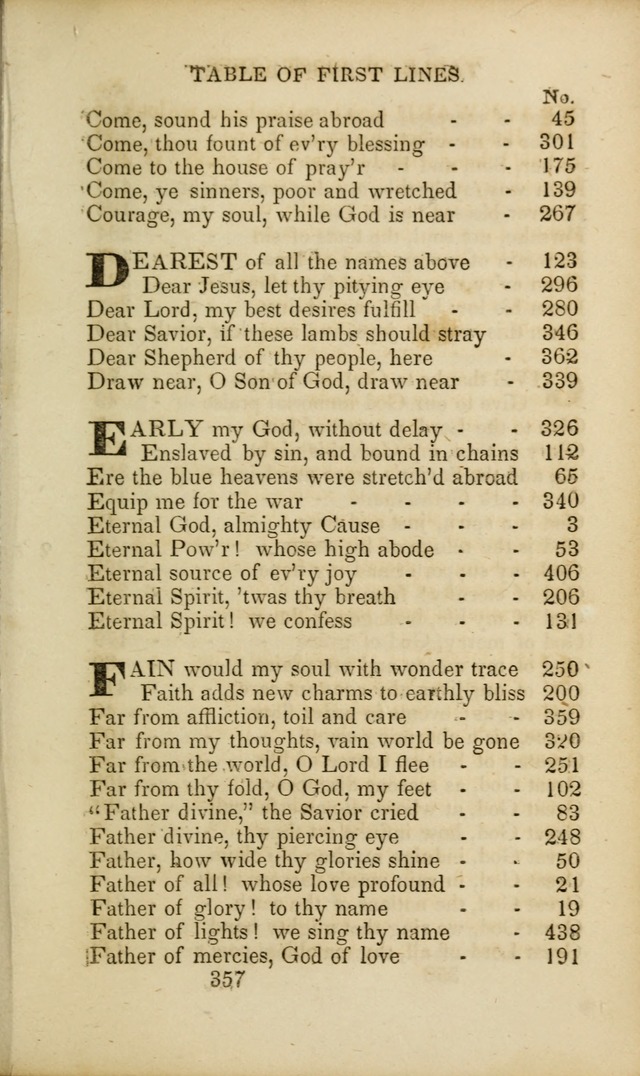 TABLE OF FIRST LINES.
No.
Come, sound his praise abroad - - 45
Come, thou fount of ev'ry blessing - - 301
Come to the house of pray'r - - - 175
Come, ye sinners, poor and wretched - 139
Courage, my soul, while God is near - 267
DEAREST of all the names above - 123
Dear Jesus, let thy pitying eye - 296
Dear Lord, my best desires fulfill - - 280
Dear Savior, if these lambs should stray 346
Dear Shepherd of thy people, here - 362
Draw near, O Son of God, draw near - 339
EARLY my God, without delay - - 326
Enslaved by sin, and bound in chains 112
Ere the blue heavens were stretch'd abroad 65
Equip me for the war - - - - 340
Eternal God, almighty Cause - - - 3
Eternal Pow'r! whose high abode - - 53
Eternal source of ev'ry joy - - - 406
Eternal Spirit, 'twas thy breath - - 206
Eternal Spirit! we confess - - - 131
FAIN would my soul with wonder trace 250
Faith adds new charms to earthly bliss 200
Far from affliction, toil and care - - 359
Far from my thoughts, vain world be gone 320
Far from the world, O Lord I flee - - 251
Far from thy fold, O God, my feet - - 102
"Father divine," the Savior cried - - 83
Father divine, thy piercing eye - - 248
Father, how wide thy glories shine - - 50
Father of all! whose love profound - - 21
Father of glory! to thy name - - 19
Father of lights! we sing thy name - 438
Father of mercies, God of love - - 191
357